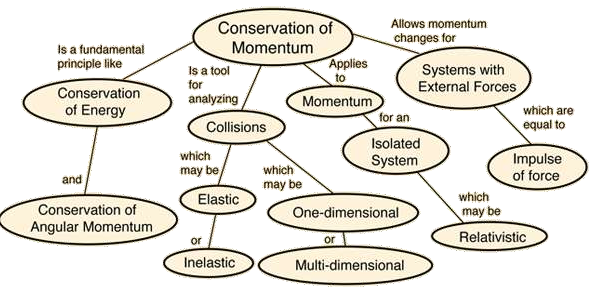 Conservation of
Momentum
Allows momentum
changes for
Is a fundamental
principle like
Is a tool
for
analyzing
Applies
to
Systems with
External Forces
Conservation
of Energy
Momentum
Collisions
for an
which are
equal to
Isolated
System
Impulse
of force
which
may be
which
may be
and
Elastic
One-dimensional
which
may be
Conservation of
Angular Momentum
or
or
Relativistic
Inelastic
Multi-dimensional